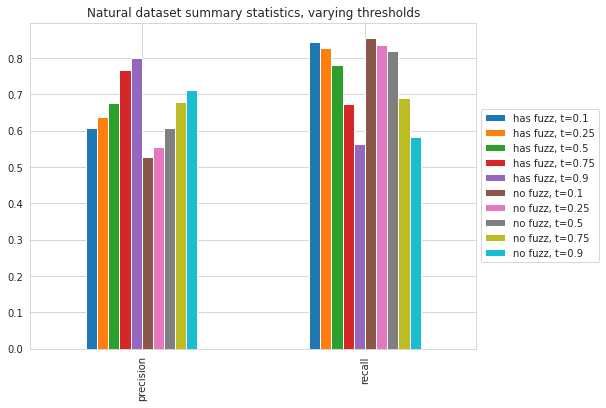 Natural dataset summary statistics, varying thresholds
0.8
0.7
0.6
0.5
0.4
0.3
0.2
0.1
0.0
precision
recall
has fuzz, t=0.1
has fuzz, t=0.25
has fuzz, t=0.5
has fuzz, t=0.75
has fuzz, t=0.9
no fuzz, t=0.1
no fuzz, t=0.25
no fuzz, t=0.5
no fuzz, t=0.75
no fuzz, t=0.9